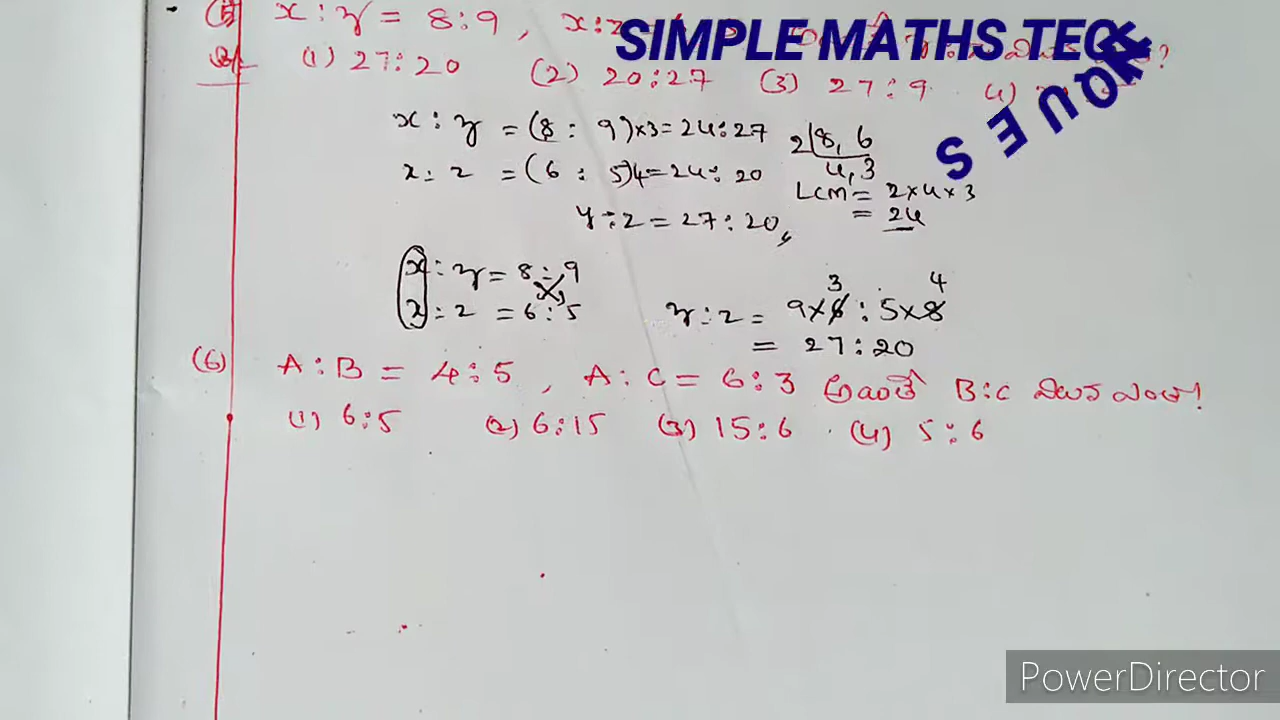 (5) x : y = 8 : 9 , x : z
SIMPLE MATHS TECHNIQUES
(1) 27 : 20 (2) 20 : 27 (3) 27 : 9 (4)
x : y = (8 : 9)×3 = 24 : 27
2|8, 6
4, 3
x : z = (6 : 5)4 = 24 : 20
LCM = 2×4×3
= 24
y : z = 27 : 20
x : y = 8 : 9
x : z = 6 : 5
3 4
y : z = 9×6 : 5×8
= 27 : 20
(6) A : B = 4 : 5 , A : C = 6 : 3 అయితే B : C విలువ ఎంత?
(1) 6 : 5 (2) 6 : 15 (3) 15 : 6 (4) 5 : 6
PowerDirector